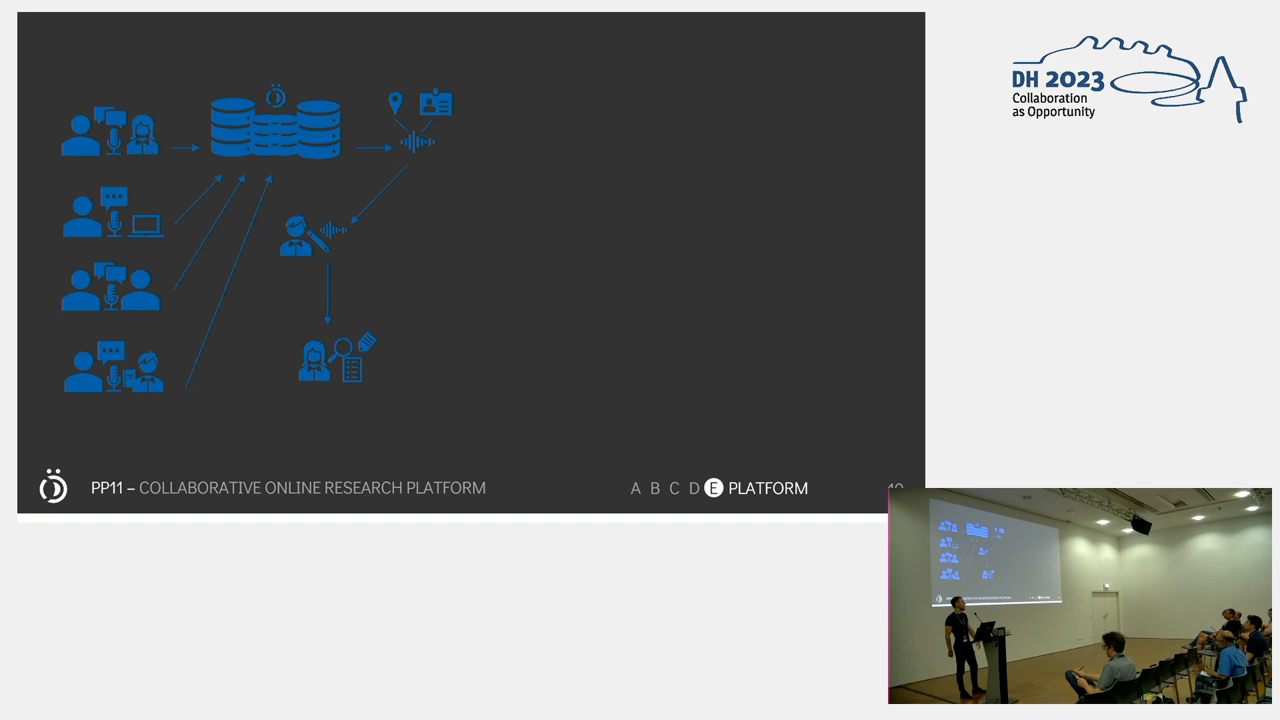 DH 2023
Collaboration
as Opportunity
PP11 – COLLABORATIVE ONLINE RESEARCH PLATFORM
A B C D E PLATFORM